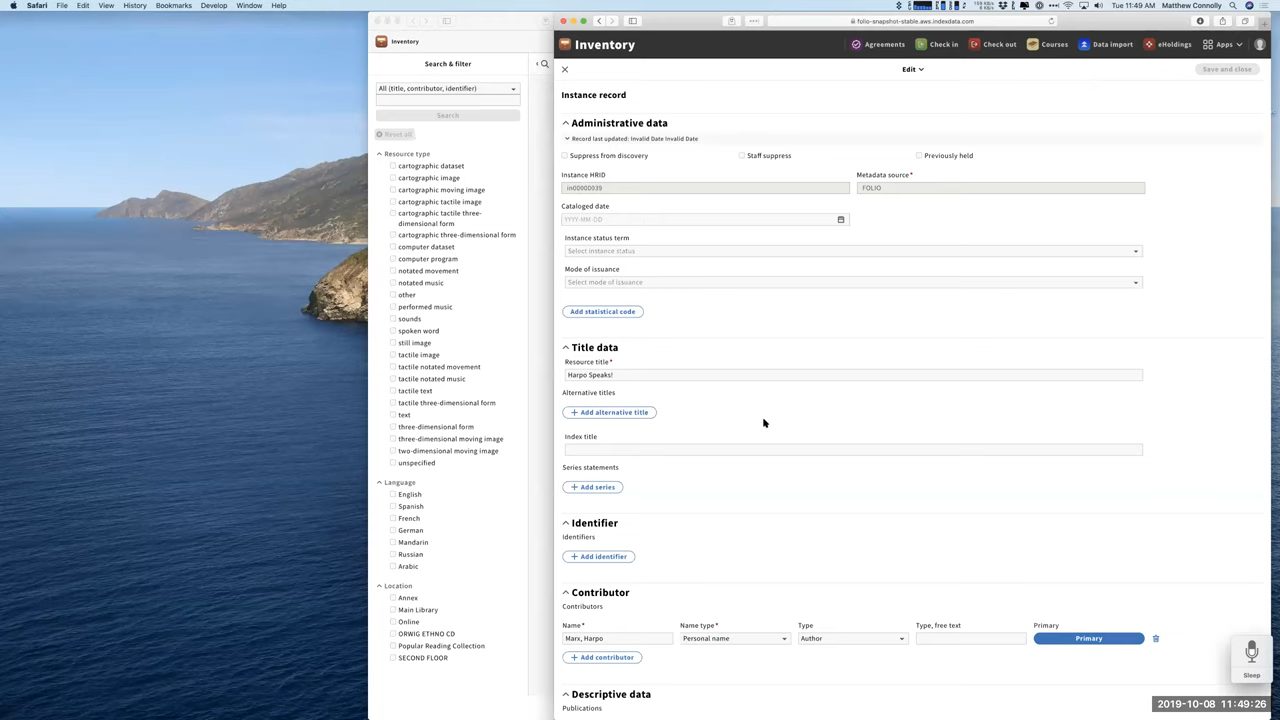 Safari File Edit View History Bookmarks Develop Window Help
Tue 11:49 AM Matthew Connolly
folio-snapshot-stable.aws.indexdata.com
Inventory
Search & filter
All (title, contributor, identifier)
Search
Reset all
Resource type
cartographic dataset
cartographic image
cartographic moving image
cartographic tactile image
cartographic tactile three-
dimensional form
cartographic three-dimensional form
computer dataset
computer program
notated movement
notated music
other
performed music
sounds
spoken word
still image
tactile image
tactile notated movement
tactile notated music
tactile text
tactile three-dimensional form
text
three-dimensional form
three-dimensional moving image
two-dimensional moving image
unspecified
Language
English
Spanish
French
German
Mandarin
Russian
Arabic
Location
Annex
Main Library
Online
ORWIG ETHNO CD
Popular Reading Collection
SECOND FLOOR
Inventory
Agreements Check in Check out Courses Data import eHoldings Apps
Edit
Save and close
Instance record
Administrative data
Record last updated: Invalid Date Invalid Date
Suppress from discovery Staff suppress Previously held
Instance HRID Metadata source*
in00000039 FOLIO
Cataloged date
YYYY-MM-DD
Instance status term
Select instance status
Mode of issuance
Select mode of issuance
Add statistical code
Title data
Resource title*
Harpo Speaks!
Alternative titles
+ Add alternative title
Index title
Series statements
+ Add series
Identifier
Identifiers
+ Add identifier
Contributor
Contributors
Name* Name type* Type Type, free text Primary
Marx, Harpo Personal name Author Primary
+ Add contributor
Descriptive data
Publications
Sleep
2019-10-08 11:49:26